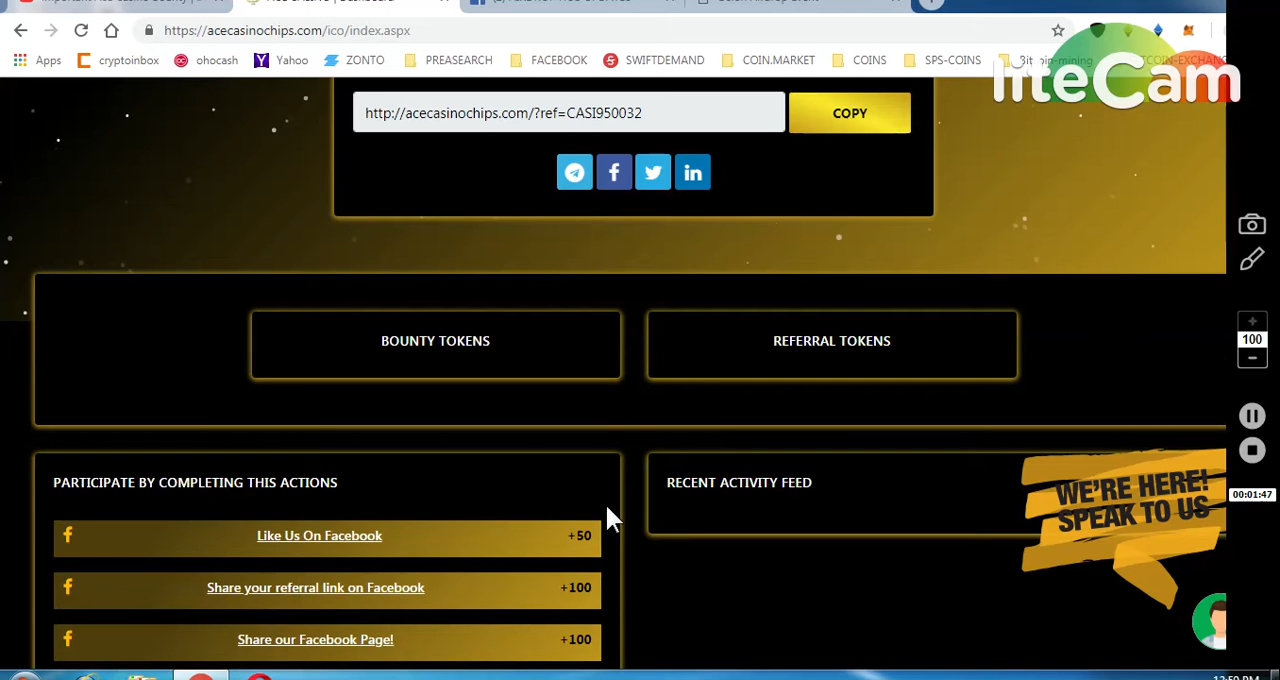 https://acecasinochips.com/ico/index.aspx
Apps cryptoinbox ohocash Yahoo ZONTO PREASEARCH FACEBOOK SWIFTDEMAND COIN.MARKET COINS SPS-COINS
liteCam
http://acecasinochips.com/?ref=CASI950032
COPY
BOUNTY TOKENS
REFERRAL TOKENS
100
00:01:47
PARTICIPATE BY COMPLETING THIS ACTIONS
Like Us On Facebook +50
Share your referral link on Facebook +100
Share our Facebook Page! +100
RECENT ACTIVITY FEED
WE'RE HERE!
SPEAK TO US